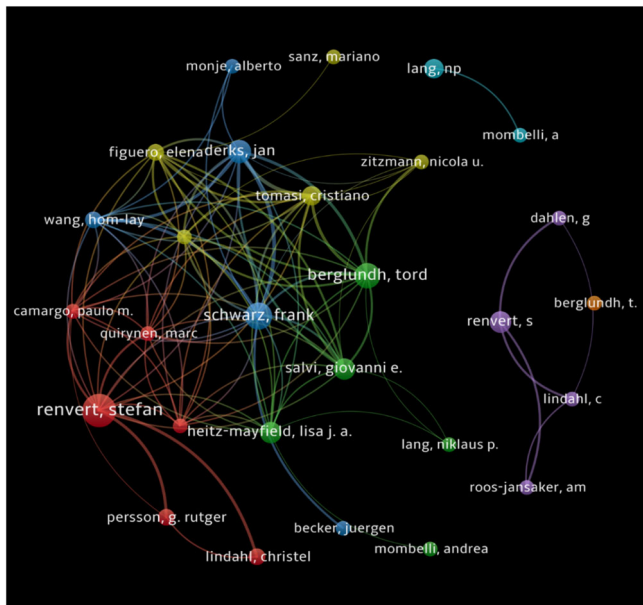 monje, alberto
sanz, mariano
lang, np
mombelli, a
figuero, elena
derks, jan
zitzmann, nicola u.
tomasi, cristiano
wang, hom-lay
dahlen, g
berglundh, tord
berglundh, t.
camargo, paulo m.
schwarz, frank
renvert, s
quirynen, marc
salvi, giovanni e.
lindahl, c
renvert, stefan
heitz-mayfield, lisa j. a.
lang, niklaus p.
roos-jansaker, am
persson, g. rutger
becker, juergen
mombelli, andrea
lindahl, christel